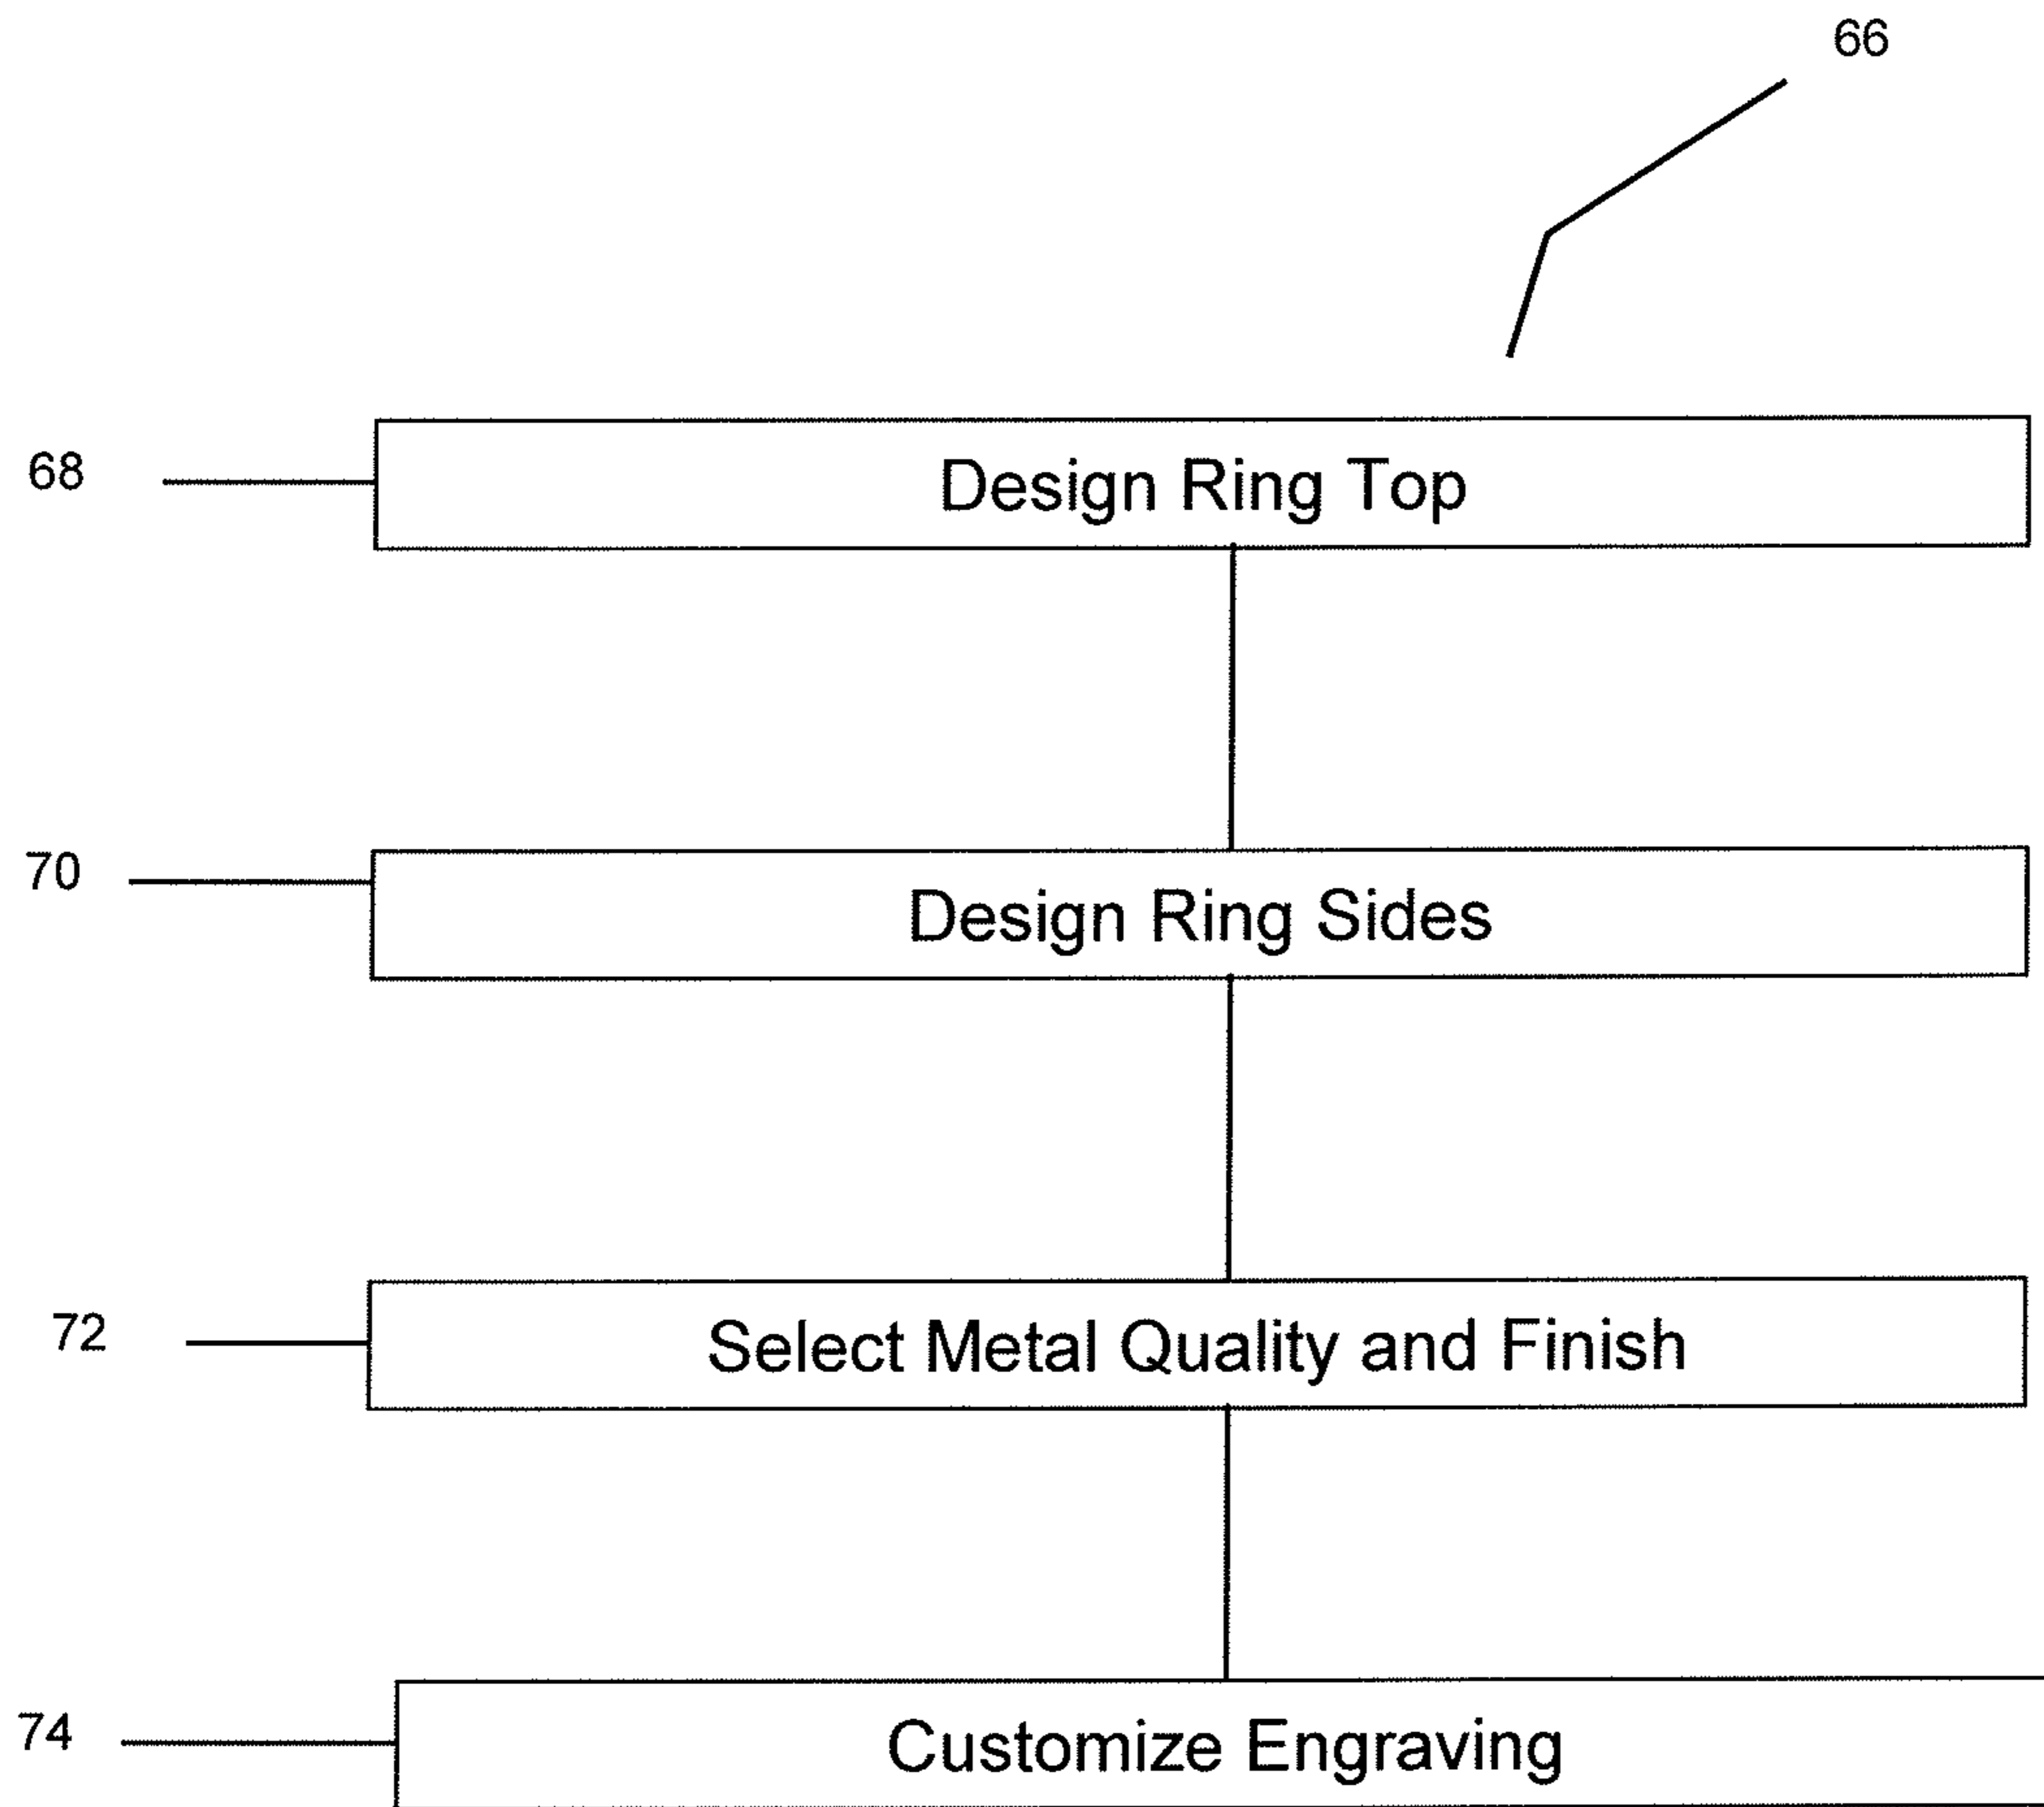 66
68 Design Ring Top
70 Design Ring Sides
72 Select Metal Quality and Finish
74 Customize Engraving